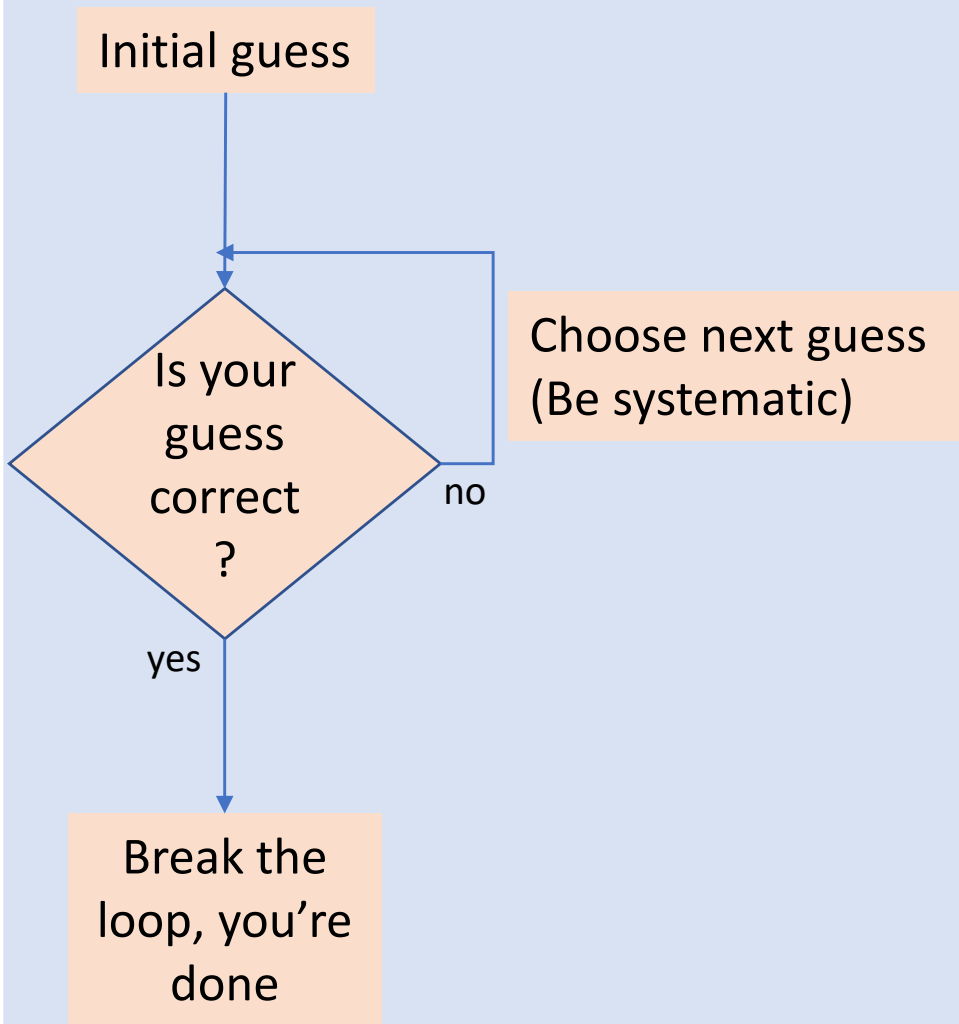 Initial guess
Choose next guess
(Be systematic)
Is your
guess
correct
?
no
yes
Break the
loop, you’re
done